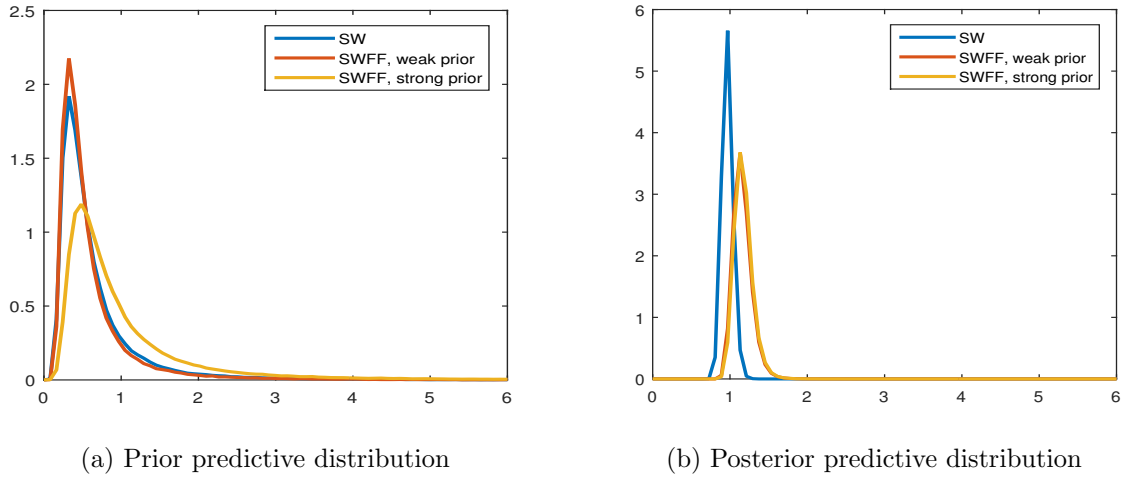 2.5
2
1.5
1
0.5
0
0 1 2 3 4 5 6
SW
SWFF, weak prior
SWFF, strong prior
(a) Prior predictive distribution
6
5
4
3
2
1
0
0 1 2 3 4 5 6
SW
SWFF, weak prior
SWFF, strong prior
(b) Posterior predictive distribution